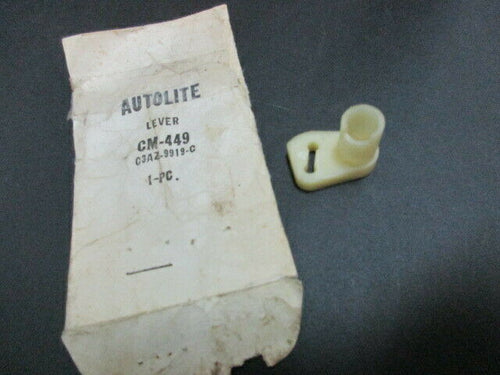 AUTOLITE
LEVER
CM-449
C3AZ-9919-C
1-PC.